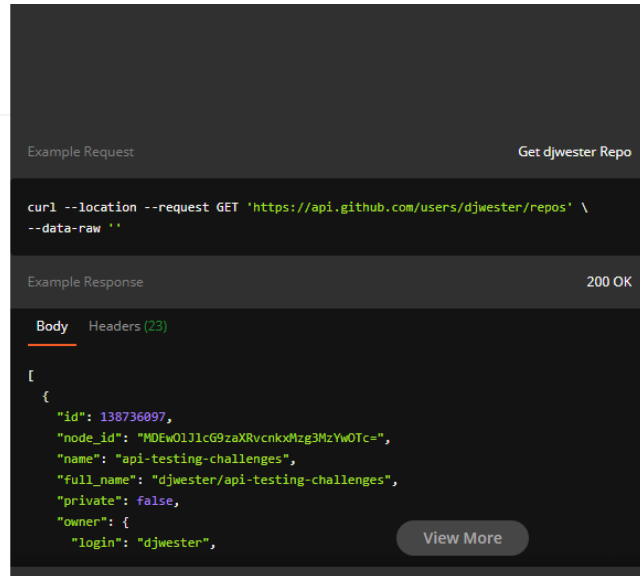 Example Request Get djwester Repo
curl --location --request GET 'https://api.github.com/users/djwester/repos' \
--data-raw ''
Example Response 200 OK
Body Headers (23)
[
{
"id": 138736097,
"node_id": "MDEwOlJlcG9zaXRvcnkxMzg3MzYwOTc=",
"name": "api-testing-challenges",
"full_name": "djwester/api-testing-challenges",
"private": false,
"owner": {
"login": "djwester",
View More